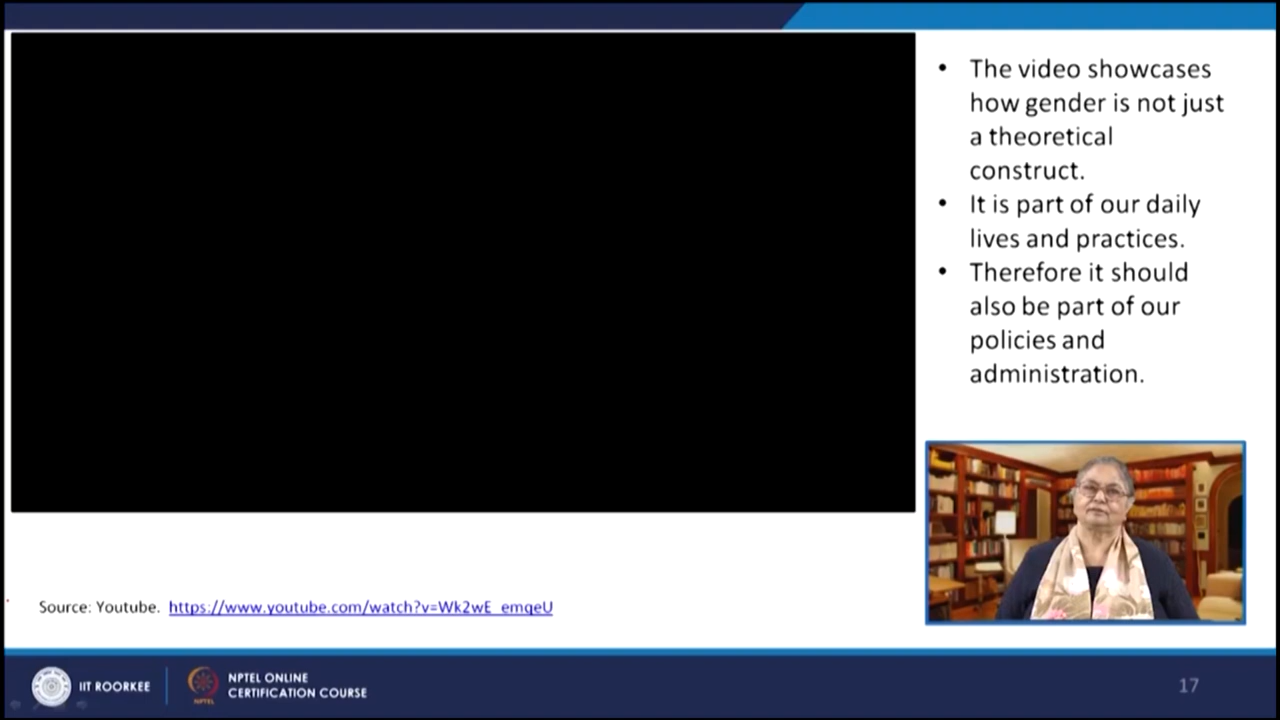 • The video showcases
how gender is not just
a theoretical
construct.
• It is part of our daily
lives and practices.
• Therefore it should
also be part of our
policies and
administration.
Source: Youtube. https://www.youtube.com/watch?v=Wk2wE_emqeU
IIT ROORKEE
NPTEL
NPTEL ONLINE
CERTIFICATION COURSE
17